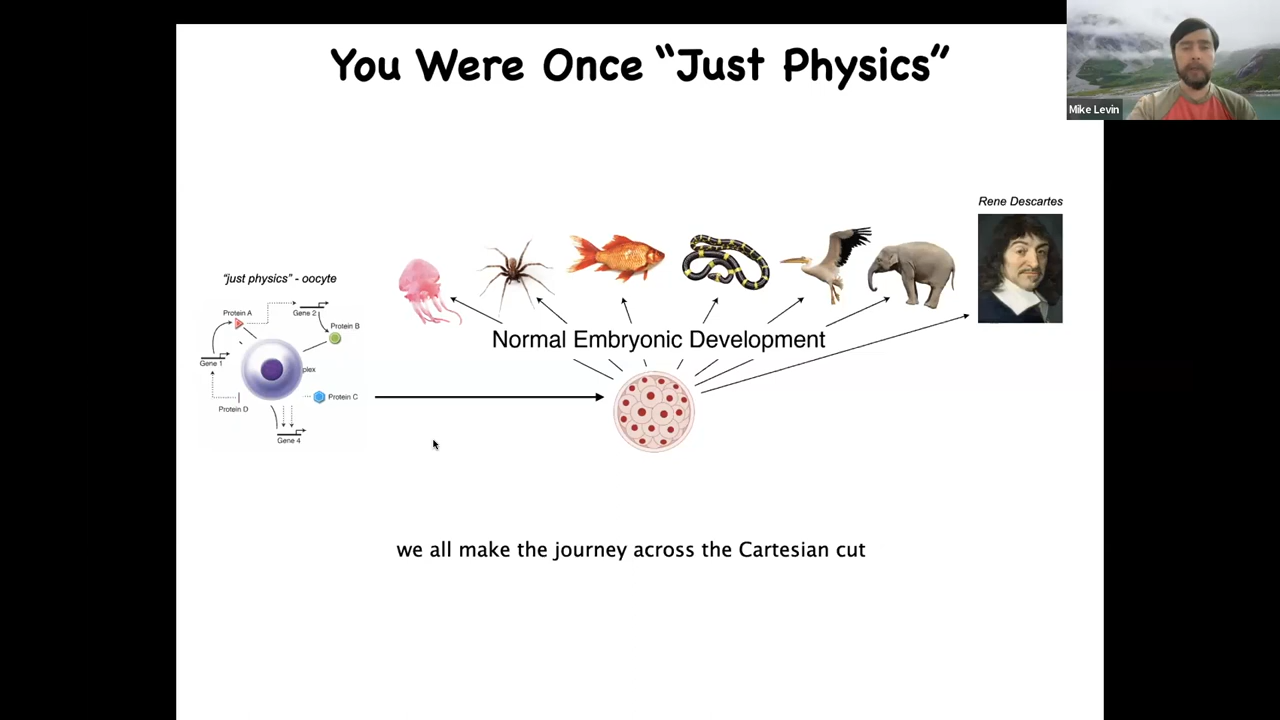 You Were Once "Just Physics"
Mike Levin
Rene Descartes
"just physics" - oocyte
Protein A
Gene 2
Protein B
Gene 1
plex
Protein C
Protein D
Gene 4
Normal Embryonic Development
we all make the journey across the Cartesian cut